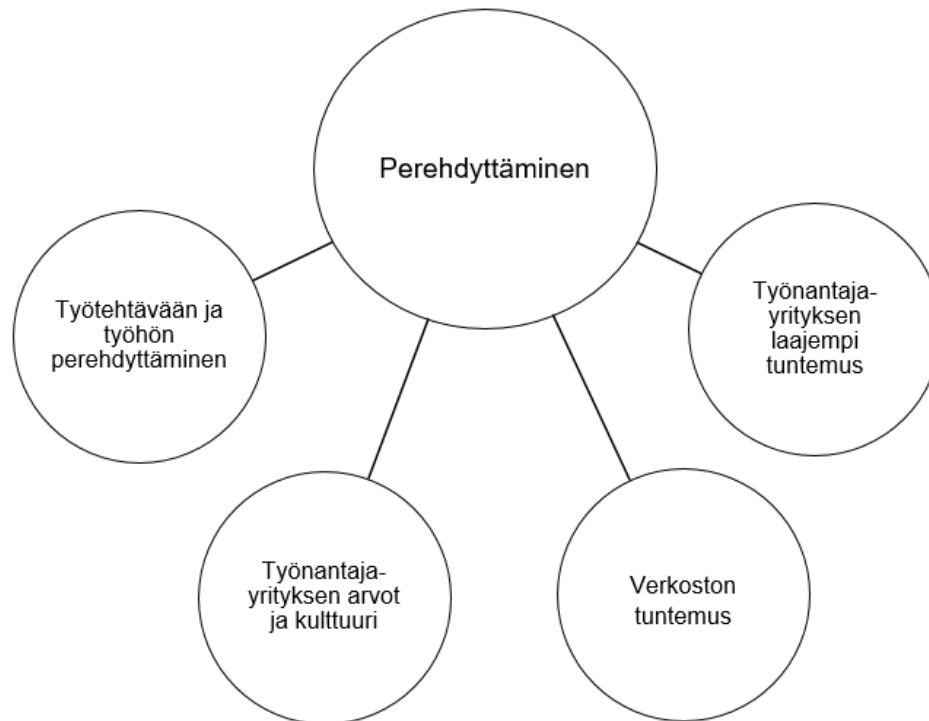 Perehdyttäminen
Työtehtävään ja
työhön
perehdyttäminen
Työnantaja-
yrityksen arvot
ja kulttuuri
Verkoston
tuntemus
Työnantaja-
yrityksen
laajempi
tuntemus